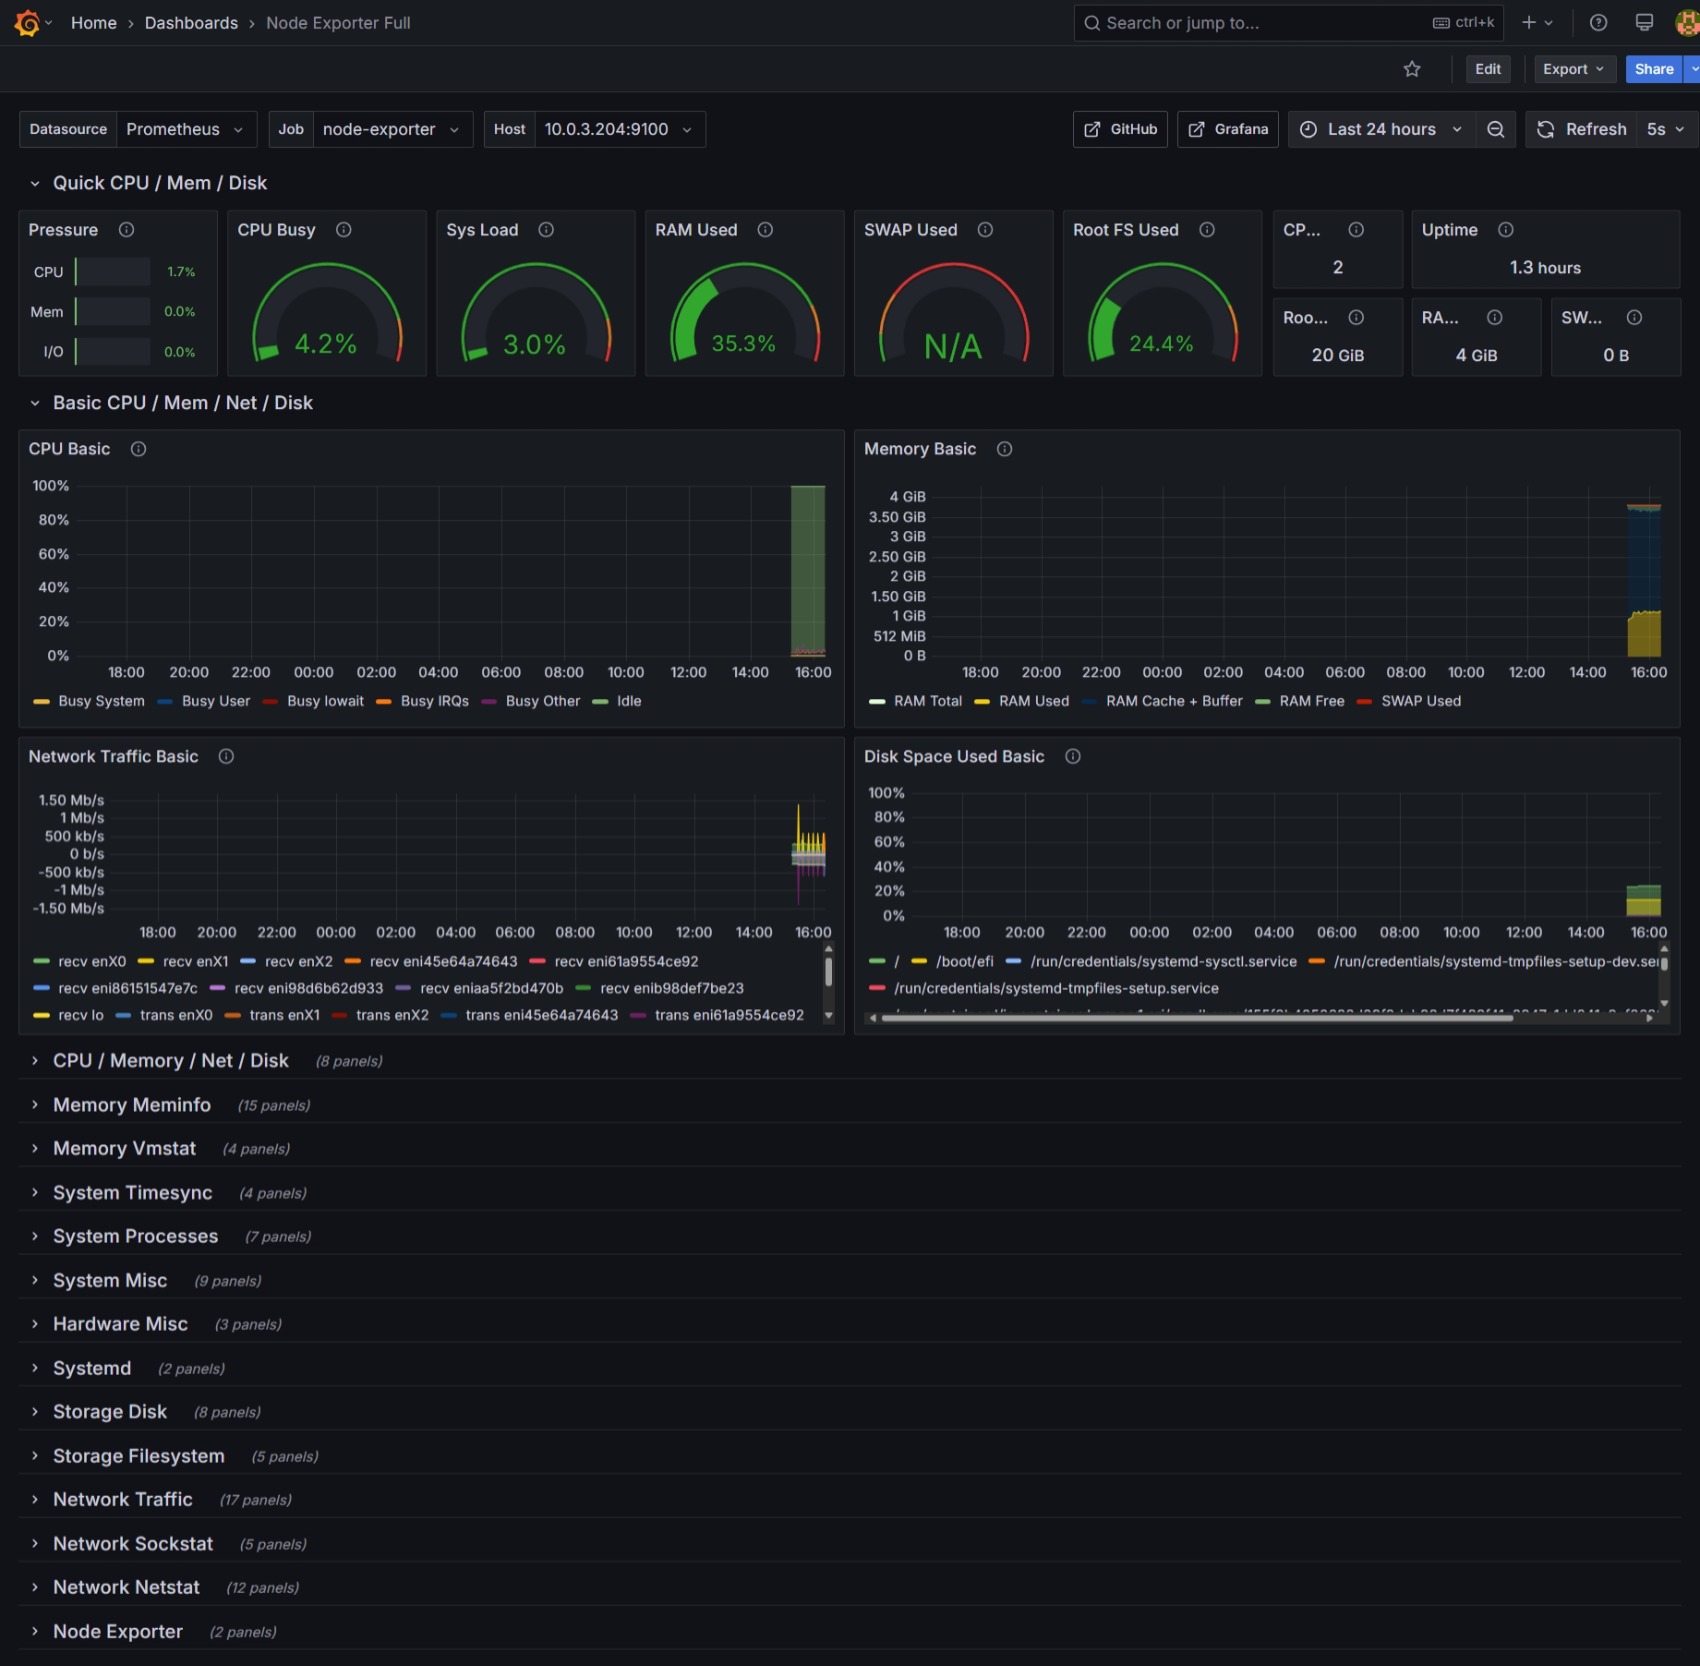 Home › Dashboards › Node Exporter Full
Search or jump to... ctrl+k
Edit Export Share
Datasource Prometheus Job node-exporter Host 10.0.3.204:9100 GitHub Grafana Last 24 hours Refresh 5s
Quick CPU / Mem / Disk
Pressure
CPU 1.7%
Mem 0.0%
I/O 0.0%
CPU Busy
4.2%
Sys Load
3.0%
RAM Used
35.3%
SWAP Used
N/A
Root FS Used
24.4%
CP...
2
Uptime
1.3 hours
Roo...
20 GiB
RA...
4 GiB
SW...
0 B
Basic CPU / Mem / Net / Disk
CPU Basic
100%
80%
60%
40%
20%
0%
18:00 20:00 22:00 00:00 02:00 04:00 06:00 08:00 10:00 12:00 14:00 16:00
Busy System Busy User Busy Iowait Busy IRQs Busy Other Idle
Memory Basic
4 GiB
3.50 GiB
3 GiB
2.50 GiB
2 GiB
1.50 GiB
1 GiB
512 MiB
0 B
18:00 20:00 22:00 00:00 02:00 04:00 06:00 08:00 10:00 12:00 14:00 16:00
RAM Total RAM Used RAM Cache + Buffer RAM Free SWAP Used
Network Traffic Basic
1.50 Mb/s
1 Mb/s
500 kb/s
0 b/s
-500 kb/s
-1 Mb/s
-1.50 Mb/s
18:00 20:00 22:00 00:00 02:00 04:00 06:00 08:00 10:00 12:00 14:00 16:00
recv enX0 recv enX1 recv enX2 recv eni45e64a74643 recv eni61a9554ce92
recv eni86151547e7c recv eni98d6b62d933 recv eniaa5f2bd470b recv enib98def7be23
recv lo trans enX0 trans enX1 trans enX2 trans eni45e64a74643 trans eni61a9554ce92
Disk Space Used Basic
100%
80%
60%
40%
20%
0%
18:00 20:00 22:00 00:00 02:00 04:00 06:00 08:00 10:00 12:00 14:00 16:00
/ /boot/efi /run/credentials/systemd-sysctl.service /run/credentials/systemd-tmpfiles-setup-dev.ser
/run/credentials/systemd-tmpfiles-setup.service
CPU / Memory / Net / Disk (8 panels)
Memory Meminfo (15 panels)
Memory Vmstat (4 panels)
System Timesync (4 panels)
System Processes (7 panels)
System Misc (9 panels)
Hardware Misc (3 panels)
Systemd (2 panels)
Storage Disk (8 panels)
Storage Filesystem (5 panels)
Network Traffic (17 panels)
Network Sockstat (5 panels)
Network Netstat (12 panels)
Node Exporter (2 panels)